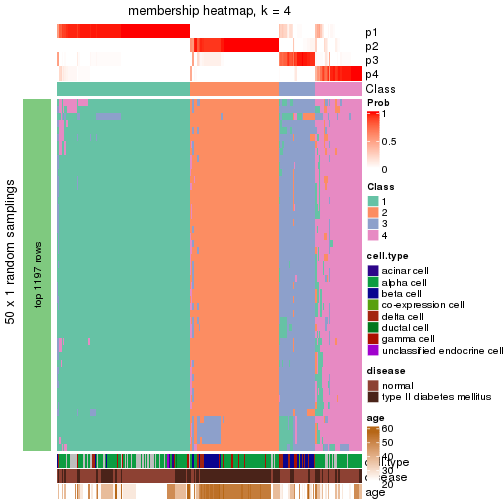 membership heatmap, k = 4
p1
p2
p3
p4
Class
50 x 1 random samplings
top 1197 rows
Prob
1
0.5
0
Class
1
2
3
4
cell.type
acinar cell
alpha cell
beta cell
co-expression cell
delta cell
ductal cell
gamma cell
unclassified endocrine cell
disease
normal
type II diabetes mellitus
age
60
50
40
30
20
cell.type
disease
age